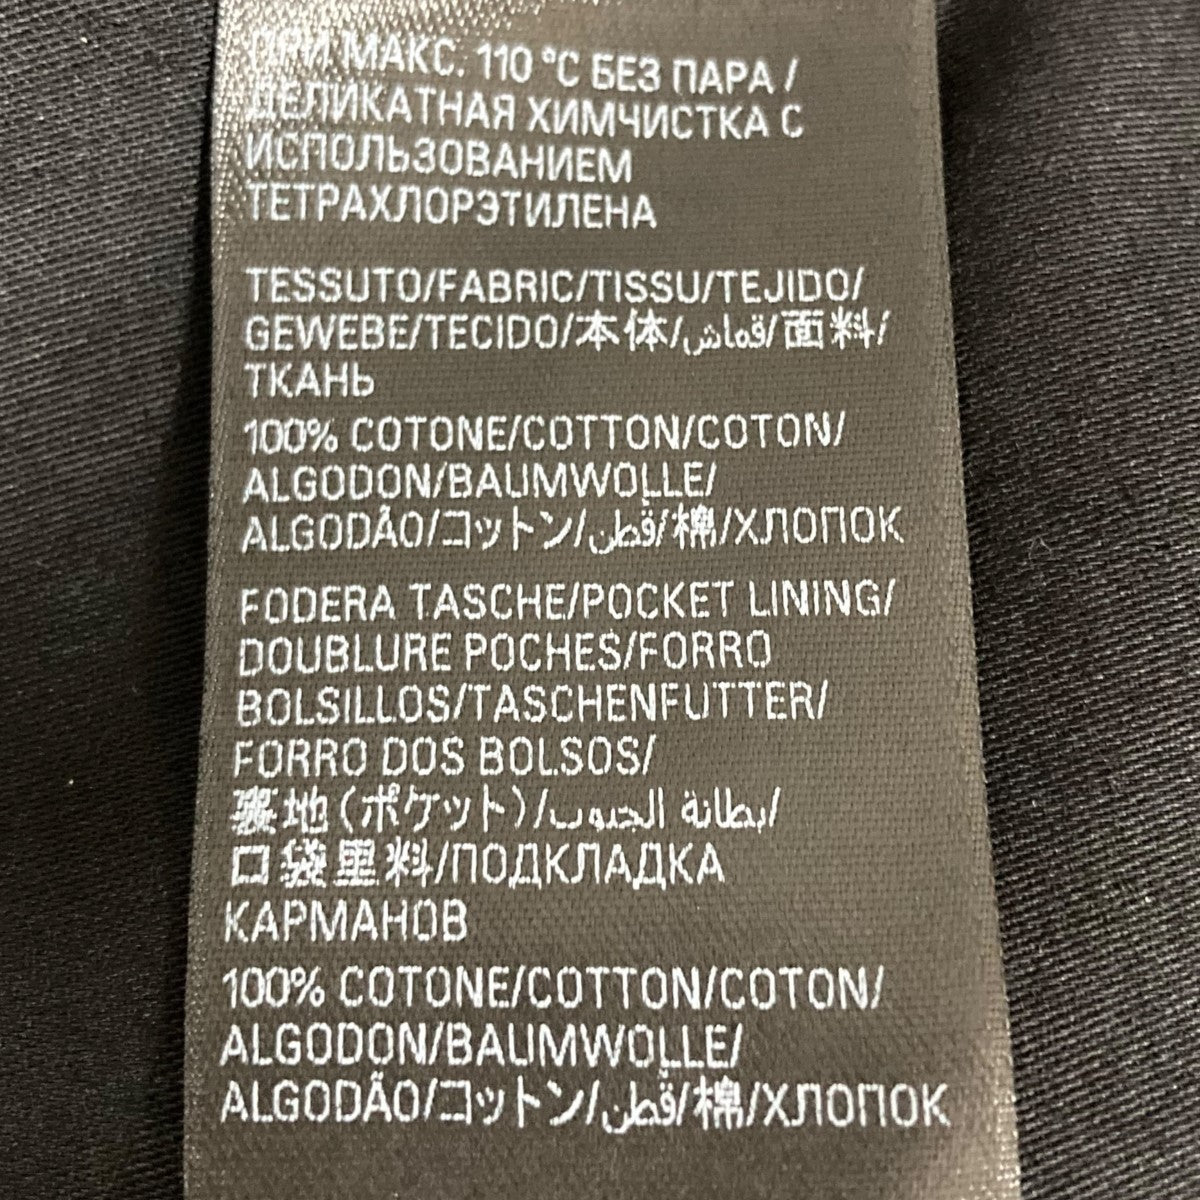 ПРИ МАКС. 110 °C БЕЗ ПАРА /
ДЕЛИКАТНАЯ ХИМЧИСТКА С
ИСПОЛЬЗОВАНИЕМ
ТЕТРАХЛОРЭТИЛЕНА
TESSUTO/FABRIC/TISSU/TEJIDO/
GEWEBE/TECIDO/本体/قماش/面料/
ТКАНЬ
100% COTONE/COTTON/COTON/
ALGODON/BAUMWOLLE/
ALGODÃO/コットン/قطن/棉/ХЛОПОК
FODERA TASCHE/POCKET LINING/
DOUBLURE POCHES/FORRO
BOLSILLOS/TASCHENFUTTER/
FORRO DOS BOLSOS/
裏地(ポケット)/بطانة الجيوب/
口袋里料/ПОДКЛАДКА
КАРМАНОВ
100% COTONE/COTTON/COTON/
ALGODON/BAUMWOLLE/
ALGODÃO/コットン/قطن/棉/ХЛОПОК